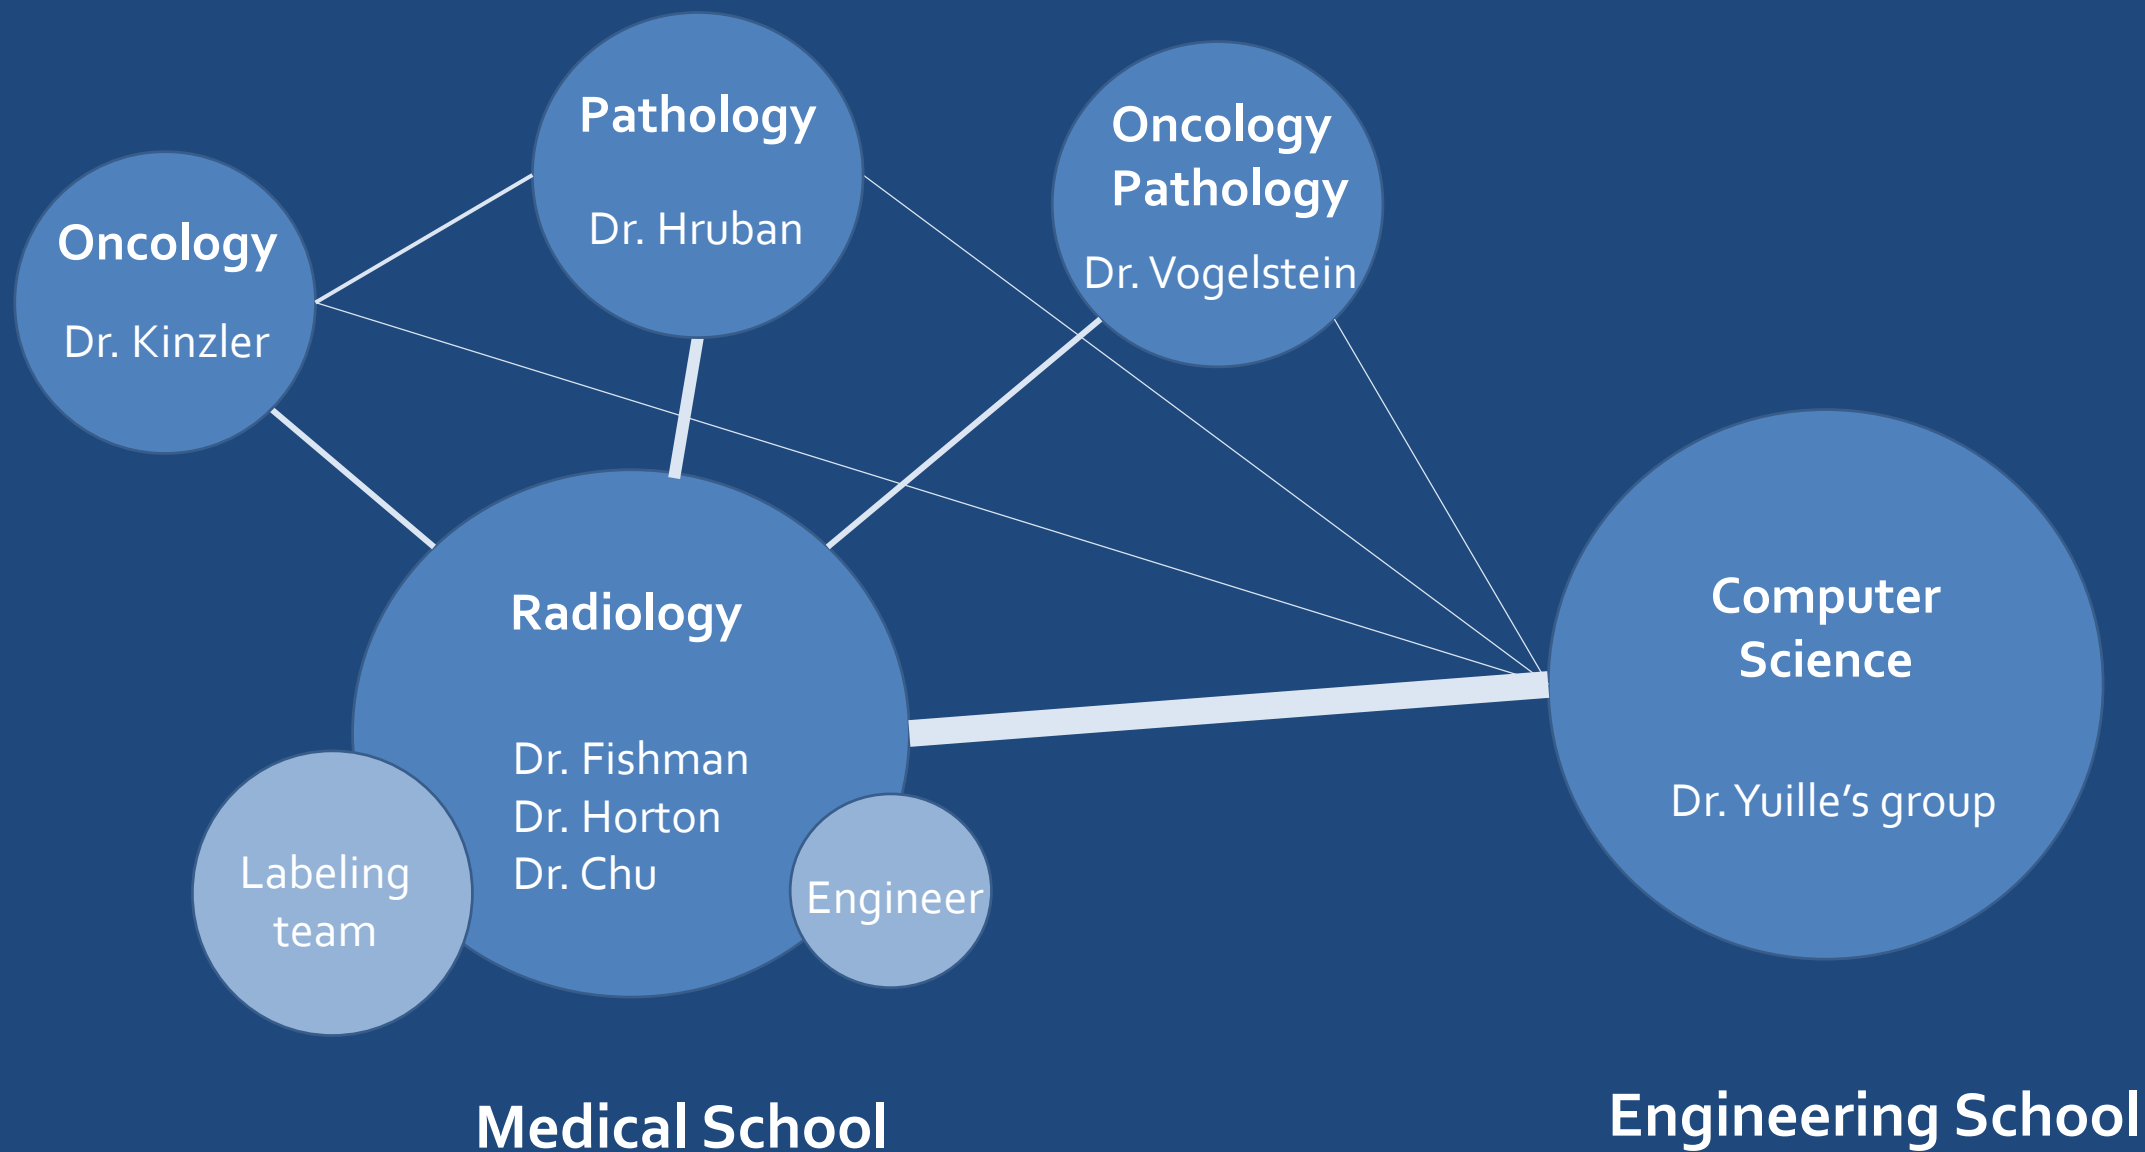 Oncology
Dr. Kinzler
Pathology
Dr. Hruban
Oncology
Pathology
Dr. Vogelstein
Radiology
Dr. Fishman
Dr. Horton
Dr. Chu
Labeling
team
Engineer
Computer
Science
Dr. Yuille’s group
Medical School
Engineering School